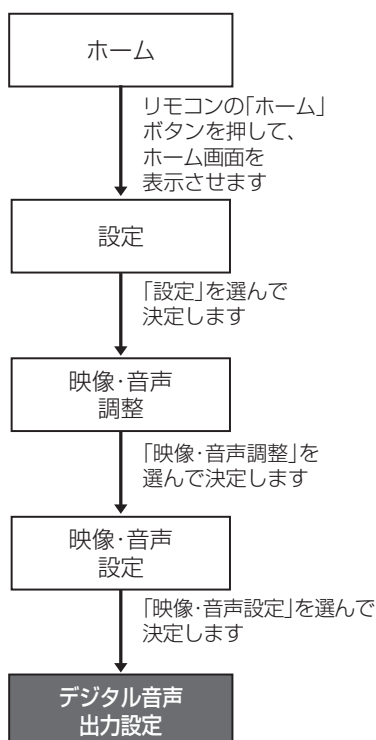 ホーム
リモコンの｢ホーム｣
ボタンを押して、
ホーム画面を
表示させます
設定
｢設定｣を選んで
決定します
映像･音声
調整
｢映像･音声調整｣を
選んで決定します
映像･音声
設定
｢映像･音声設定｣を選んで
決定します
デジタル音声
出力設定